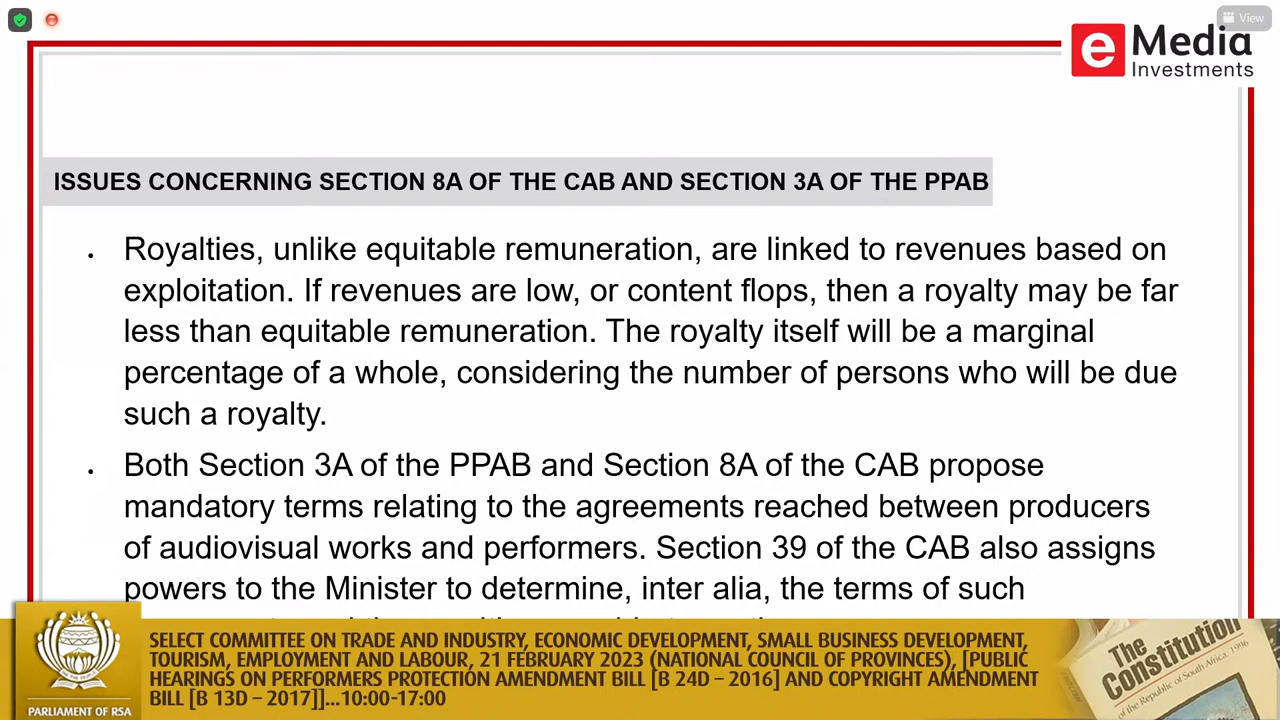 View
e Media
Investments
ISSUES CONCERNING SECTION 8A OF THE CAB AND SECTION 3A OF THE PPAB
• Royalties, unlike equitable remuneration, are linked to revenues based on
exploitation. If revenues are low, or content flops, then a royalty may be far
less than equitable remuneration. The royalty itself will be a marginal
percentage of a whole, considering the number of persons who will be due
such a royalty.
• Both Section 3A of the PPAB and Section 8A of the CAB propose
mandatory terms relating to the agreements reached between producers
of audiovisual works and performers. Section 39 of the CAB also assigns
powers to the Minister to determine, inter alia, the terms of such
SELECT COMMITTEE ON TRADE AND INDUSTRY, ECONOMIC DEVELOPMENT, SMALL BUSINESS DEVELOPMENT,
TOURISM, EMPLOYMENT AND LABOUR, 21 FEBRUARY 2023 (NATIONAL COUNCIL OF PROVINCES), [PUBLIC
HEARINGS ON PERFORMERS PROTECTION AMENDMENT BILL [B 24D – 2016] AND COPYRIGHT AMENDMENT
BILL [B 13D – 2017]]...10:00-17:00
PARLIAMENT OF RSA
The
Constitution
of the Republic of South Africa, 1996